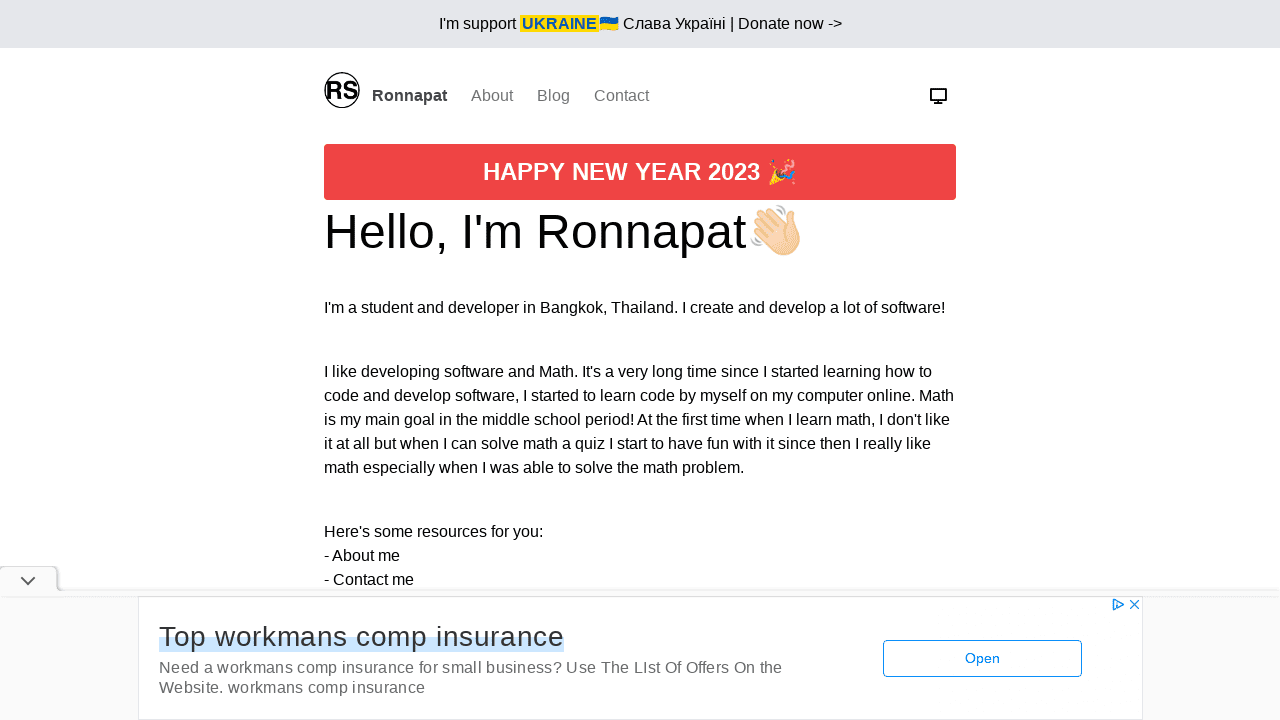 I'm support UKRAINE🇺🇦 Слава Україні | Donate now ->
RS Ronnapat About Blog Contact
HAPPY NEW YEAR 2023 🎉
Hello, I'm Ronnapat👋🏻
I'm a student and developer in Bangkok, Thailand. I create and develop a lot of software!
I like developing software and Math. It's a very long time since I started learning how to
code and develop software, I started to learn code by myself on my computer online. Math
is my main goal in the middle school period! At the first time when I learn math, I don't like
it at all but when I can solve math a quiz I start to have fun with it since then I really like
math especially when I was able to solve the math problem.
Here's some resources for you:
- About me
- Contact me
Top workmans comp insurance
Need a workmans comp insurance for small business? Use The LIst Of Offers On the
Website. workmans comp insurance
Open